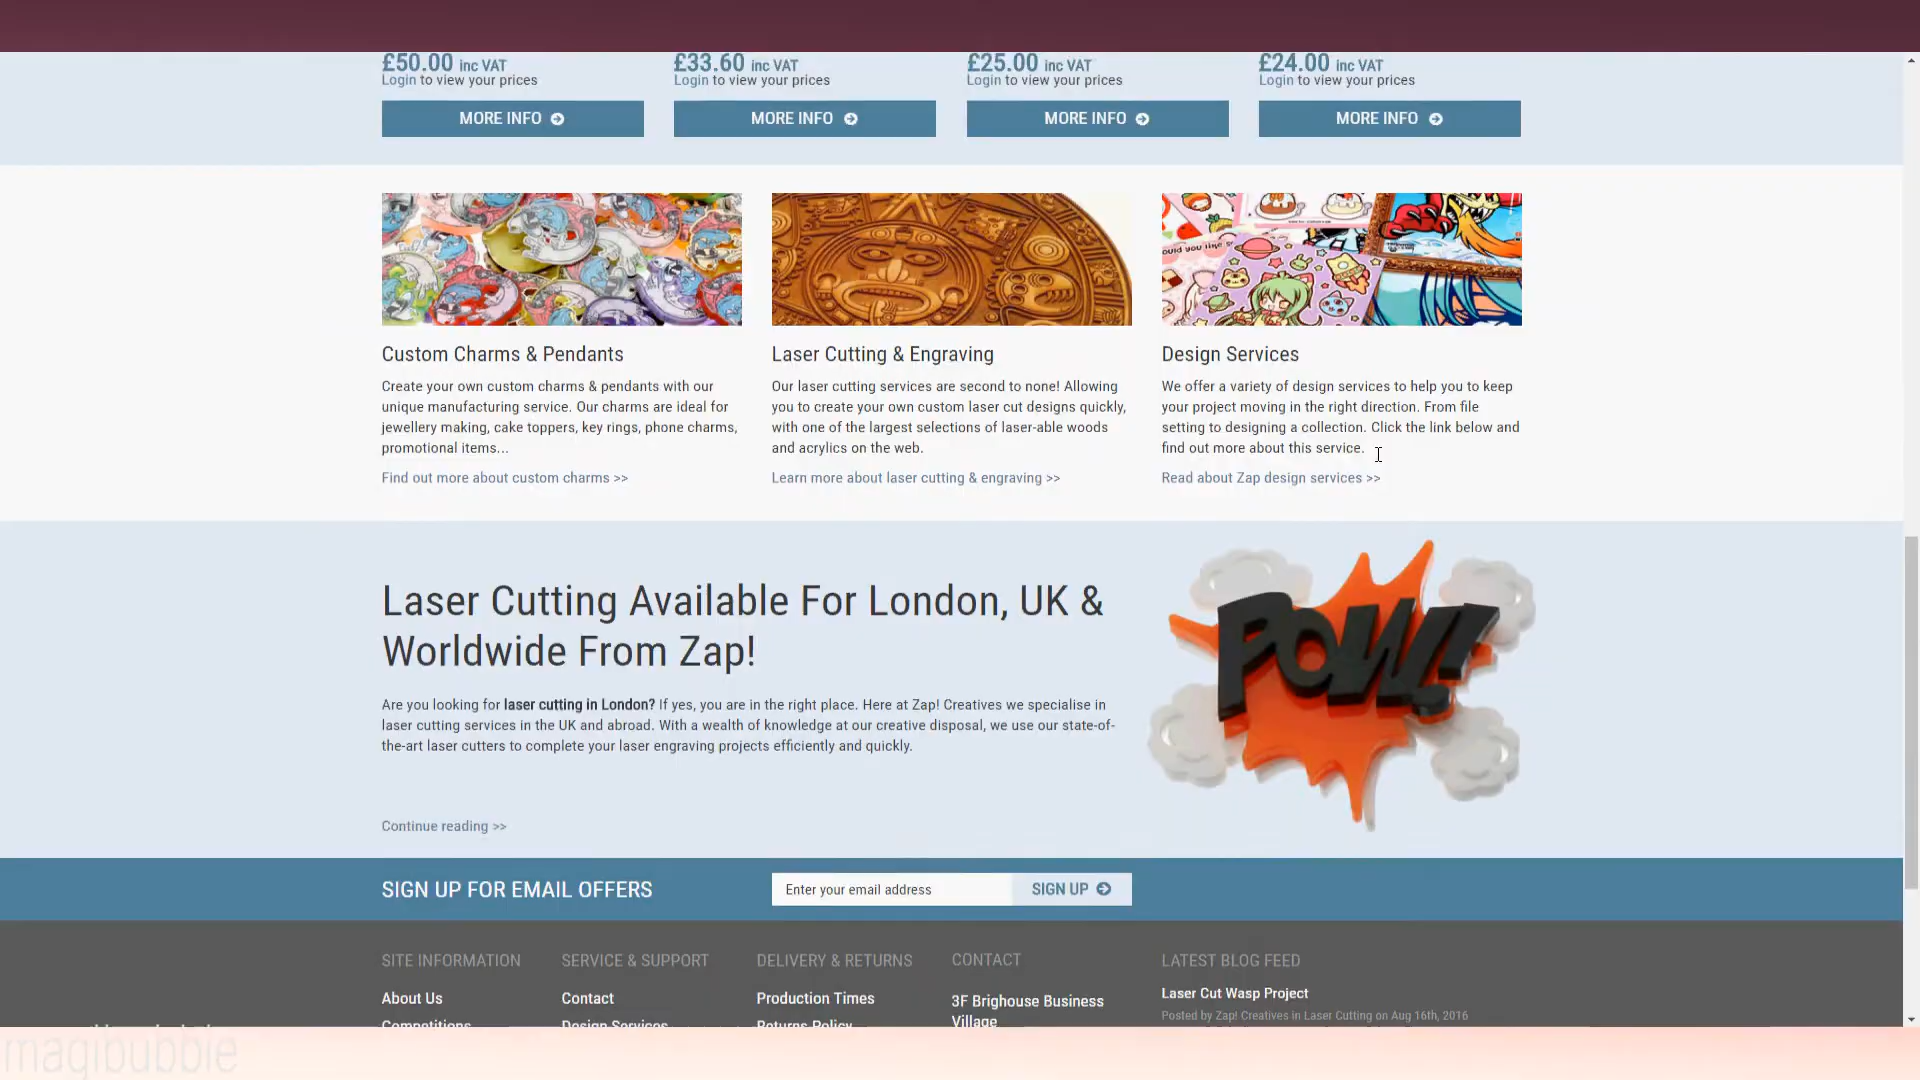 £50.00 inc VAT
Login to view your prices
MORE INFO
£33.60 inc VAT
Login to view your prices
MORE INFO
£25.00 inc VAT
Login to view your prices
MORE INFO
£24.00 inc VAT
Login to view your prices
MORE INFO
Custom Charms & Pendants
Create your own custom charms & pendants with our
unique manufacturing service. Our charms are ideal for
jewellery making, cake toppers, key rings, phone charms,
promotional items...
Find out more about custom charms >>
Laser Cutting & Engraving
Our laser cutting services are second to none! Allowing
you to create your own custom laser cut designs quickly,
with one of the largest selections of laser-able woods
and acrylics on the web.
Learn more about laser cutting & engraving >>
Design Services
We offer a variety of design services to help you to keep
your project moving in the right direction. From file
setting to designing a collection. Click the link below and
find out more about this service.
Read about Zap design services >>
Laser Cutting Available For London, UK &
Worldwide From Zap!
Are you looking for laser cutting in London? If yes, you are in the right place. Here at Zap! Creatives we specialise in
laser cutting services in the UK and abroad. With a wealth of knowledge at our creative disposal, we use our state-of-
the-art laser cutters to complete your laser engraving projects efficiently and quickly.
Continue reading >>
POW!!
SIGN UP FOR EMAIL OFFERS
Enter your email address
SIGN UP
SITE INFORMATION
About Us
Competitions
SERVICE & SUPPORT
Contact
Design Services
DELIVERY & RETURNS
Production Times
Returns Policy
CONTACT
3F Brighouse Business
Village
LATEST BLOG FEED
Laser Cut Wasp Project
Posted by Zap! Creatives in Laser Cutting on Aug 16th, 2016
magibubble